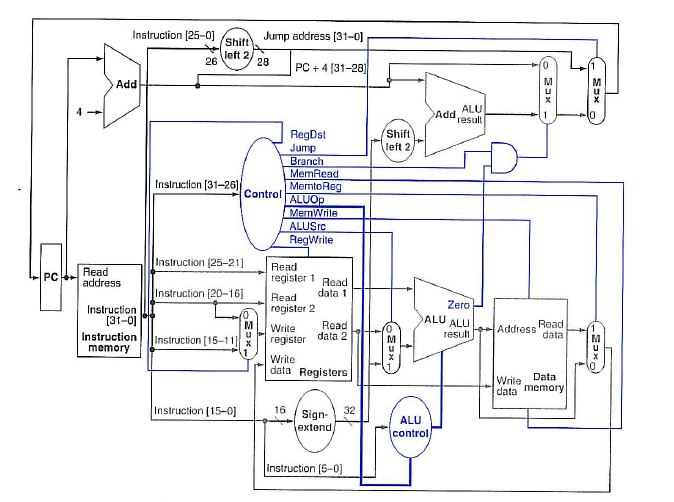 Instruction [25–0]
Shift
left 2
Jump address [31–0]
26
28
PC + 4 [31–28]
Add
4
0
Mux
1
1
Mux
0
Add
ALU
result
Shift
left 2
RegDst
Jump
Branch
MemRead
MemtoReg
ALUOp
MemWrite
ALUSrc
RegWrite
Control
Instruction [31–26]
PC
Read
address
Instruction
[31–0]
Instruction
memory
Instruction [25–21]
Instruction [20–16]
Instruction [15–11]
0
Mux
1
Read
register 1
Read
register 2
Write
register
Write
data
Read
data 1
Read
data 2
Registers
0
Mux
1
Zero
ALU
ALU
result
Address
Read
data
Write
data
Data
memory
1
Mux
0
Instruction [15–0]
16
Sign-
extend
32
ALU
control
Instruction [5–0]